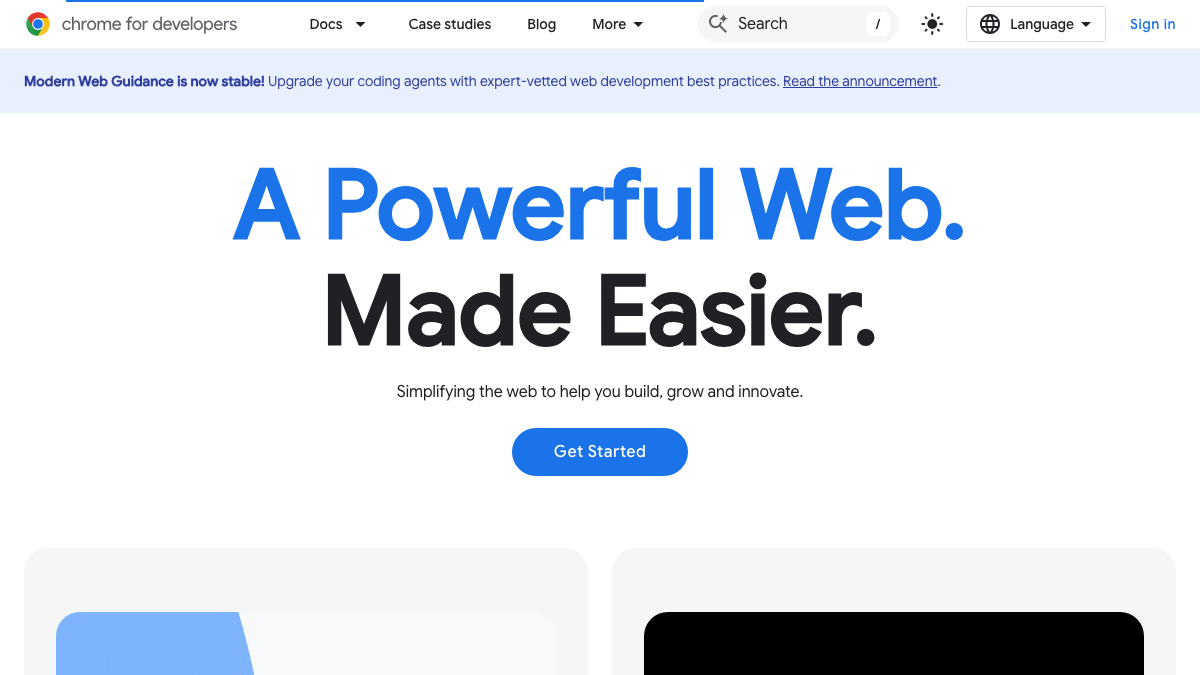 chrome for developers Docs Case studies Blog More Search / Language Sign in
Modern Web Guidance is now stable! Upgrade your coding agents with expert-vetted web development best practices. Read the announcement.
A Powerful Web.
Made Easier.
Simplifying the web to help you build, grow and innovate.
Get Started